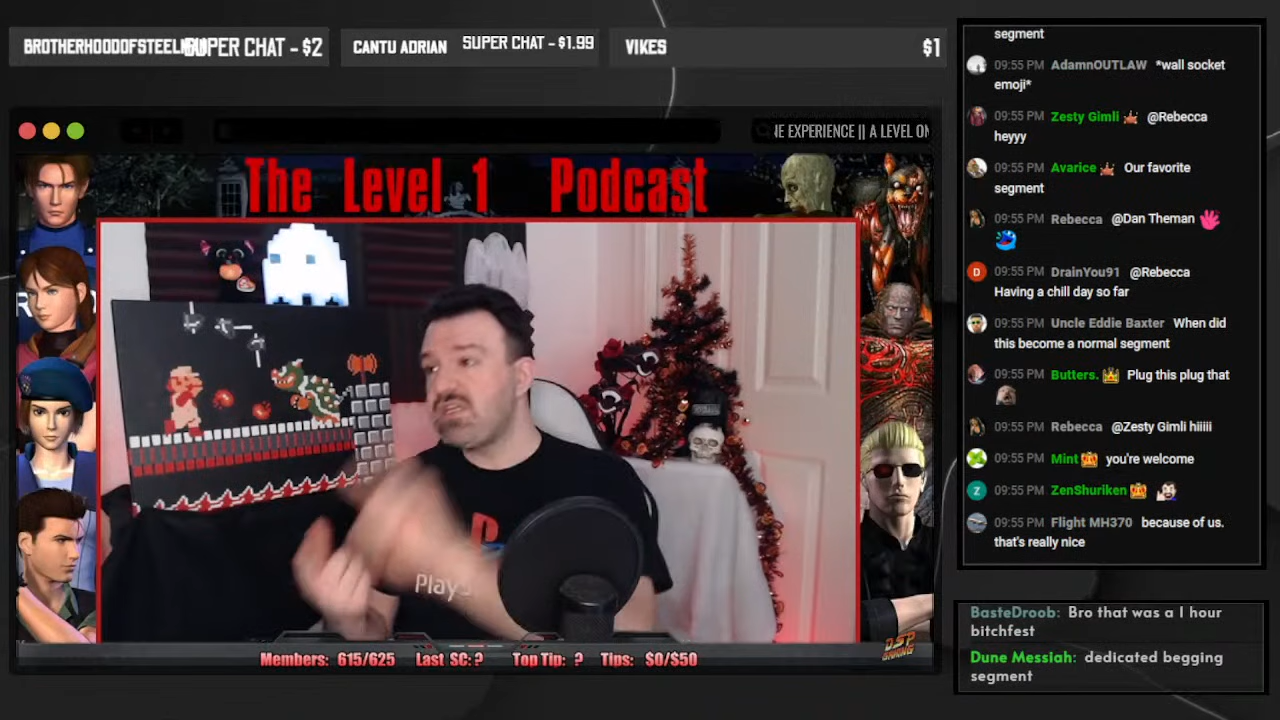 SUPER CHAT - $2
CANTU ADRIAN SUPER CHAT - $1.99
VIKES $1
IE EXPERIENCE || A LEVEL ON
The Level 1 Podcast
Plays
Members: 615/625 Last SC: ? Top Tip: ? Tips: $0/$50
DSP
GAMING
segment
09:55 PM AdamnOUTLAW *wall socket
emoji*
09:55 PM Zesty Gimli @Rebecca
heyyy
09:55 PM Avarice Our favorite
segment
09:55 PM Rebecca @Dan Theman
09:55 PM DrainYou91 @Rebecca
Having a chill day so far
09:55 PM Uncle Eddie Baxter When did
this become a normal segment
09:55 PM Butters. Plug this plug that
09:55 PM Rebecca @Zesty Gimli hiiiii
09:55 PM Mint you're welcome
09:55 PM ZenShuriken
09:55 PM Flight MH370 because of us.
that's really nice
BasteDroob: Bro that was a 1 hour
bitchfest
Dune Messiah: dedicated begging
segment